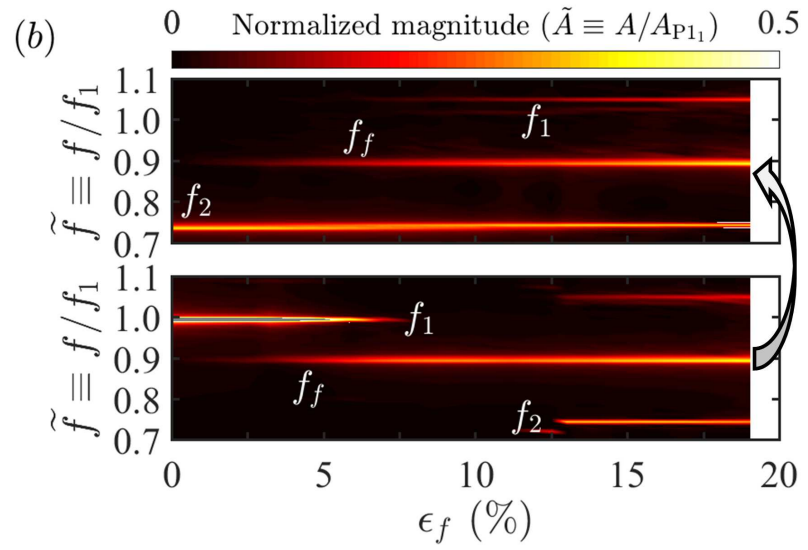 (b)
0 Normalized magnitude (Ã ≡ A/A_{P1_1}) 0.5
f̃ ≡ f/f_1
1.1
1.0
0.9
0.8
0.7
f_1
f_f
f_2
f̃ ≡ f/f_1
1.1
1.0
0.9
0.8
0.7
f_1
f_f
f_2
0 5 10 15 20
ϵ_f (%)